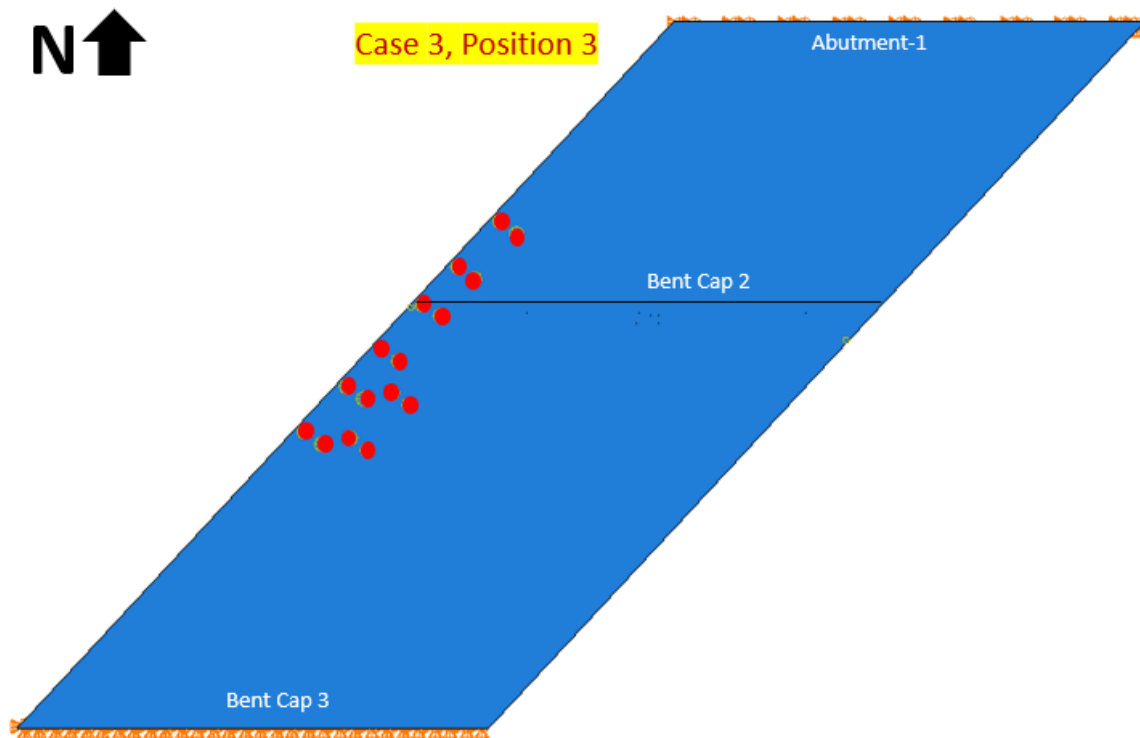 N
Case 3, Position 3
Abutment-1
Bent Cap 2
Bent Cap 3